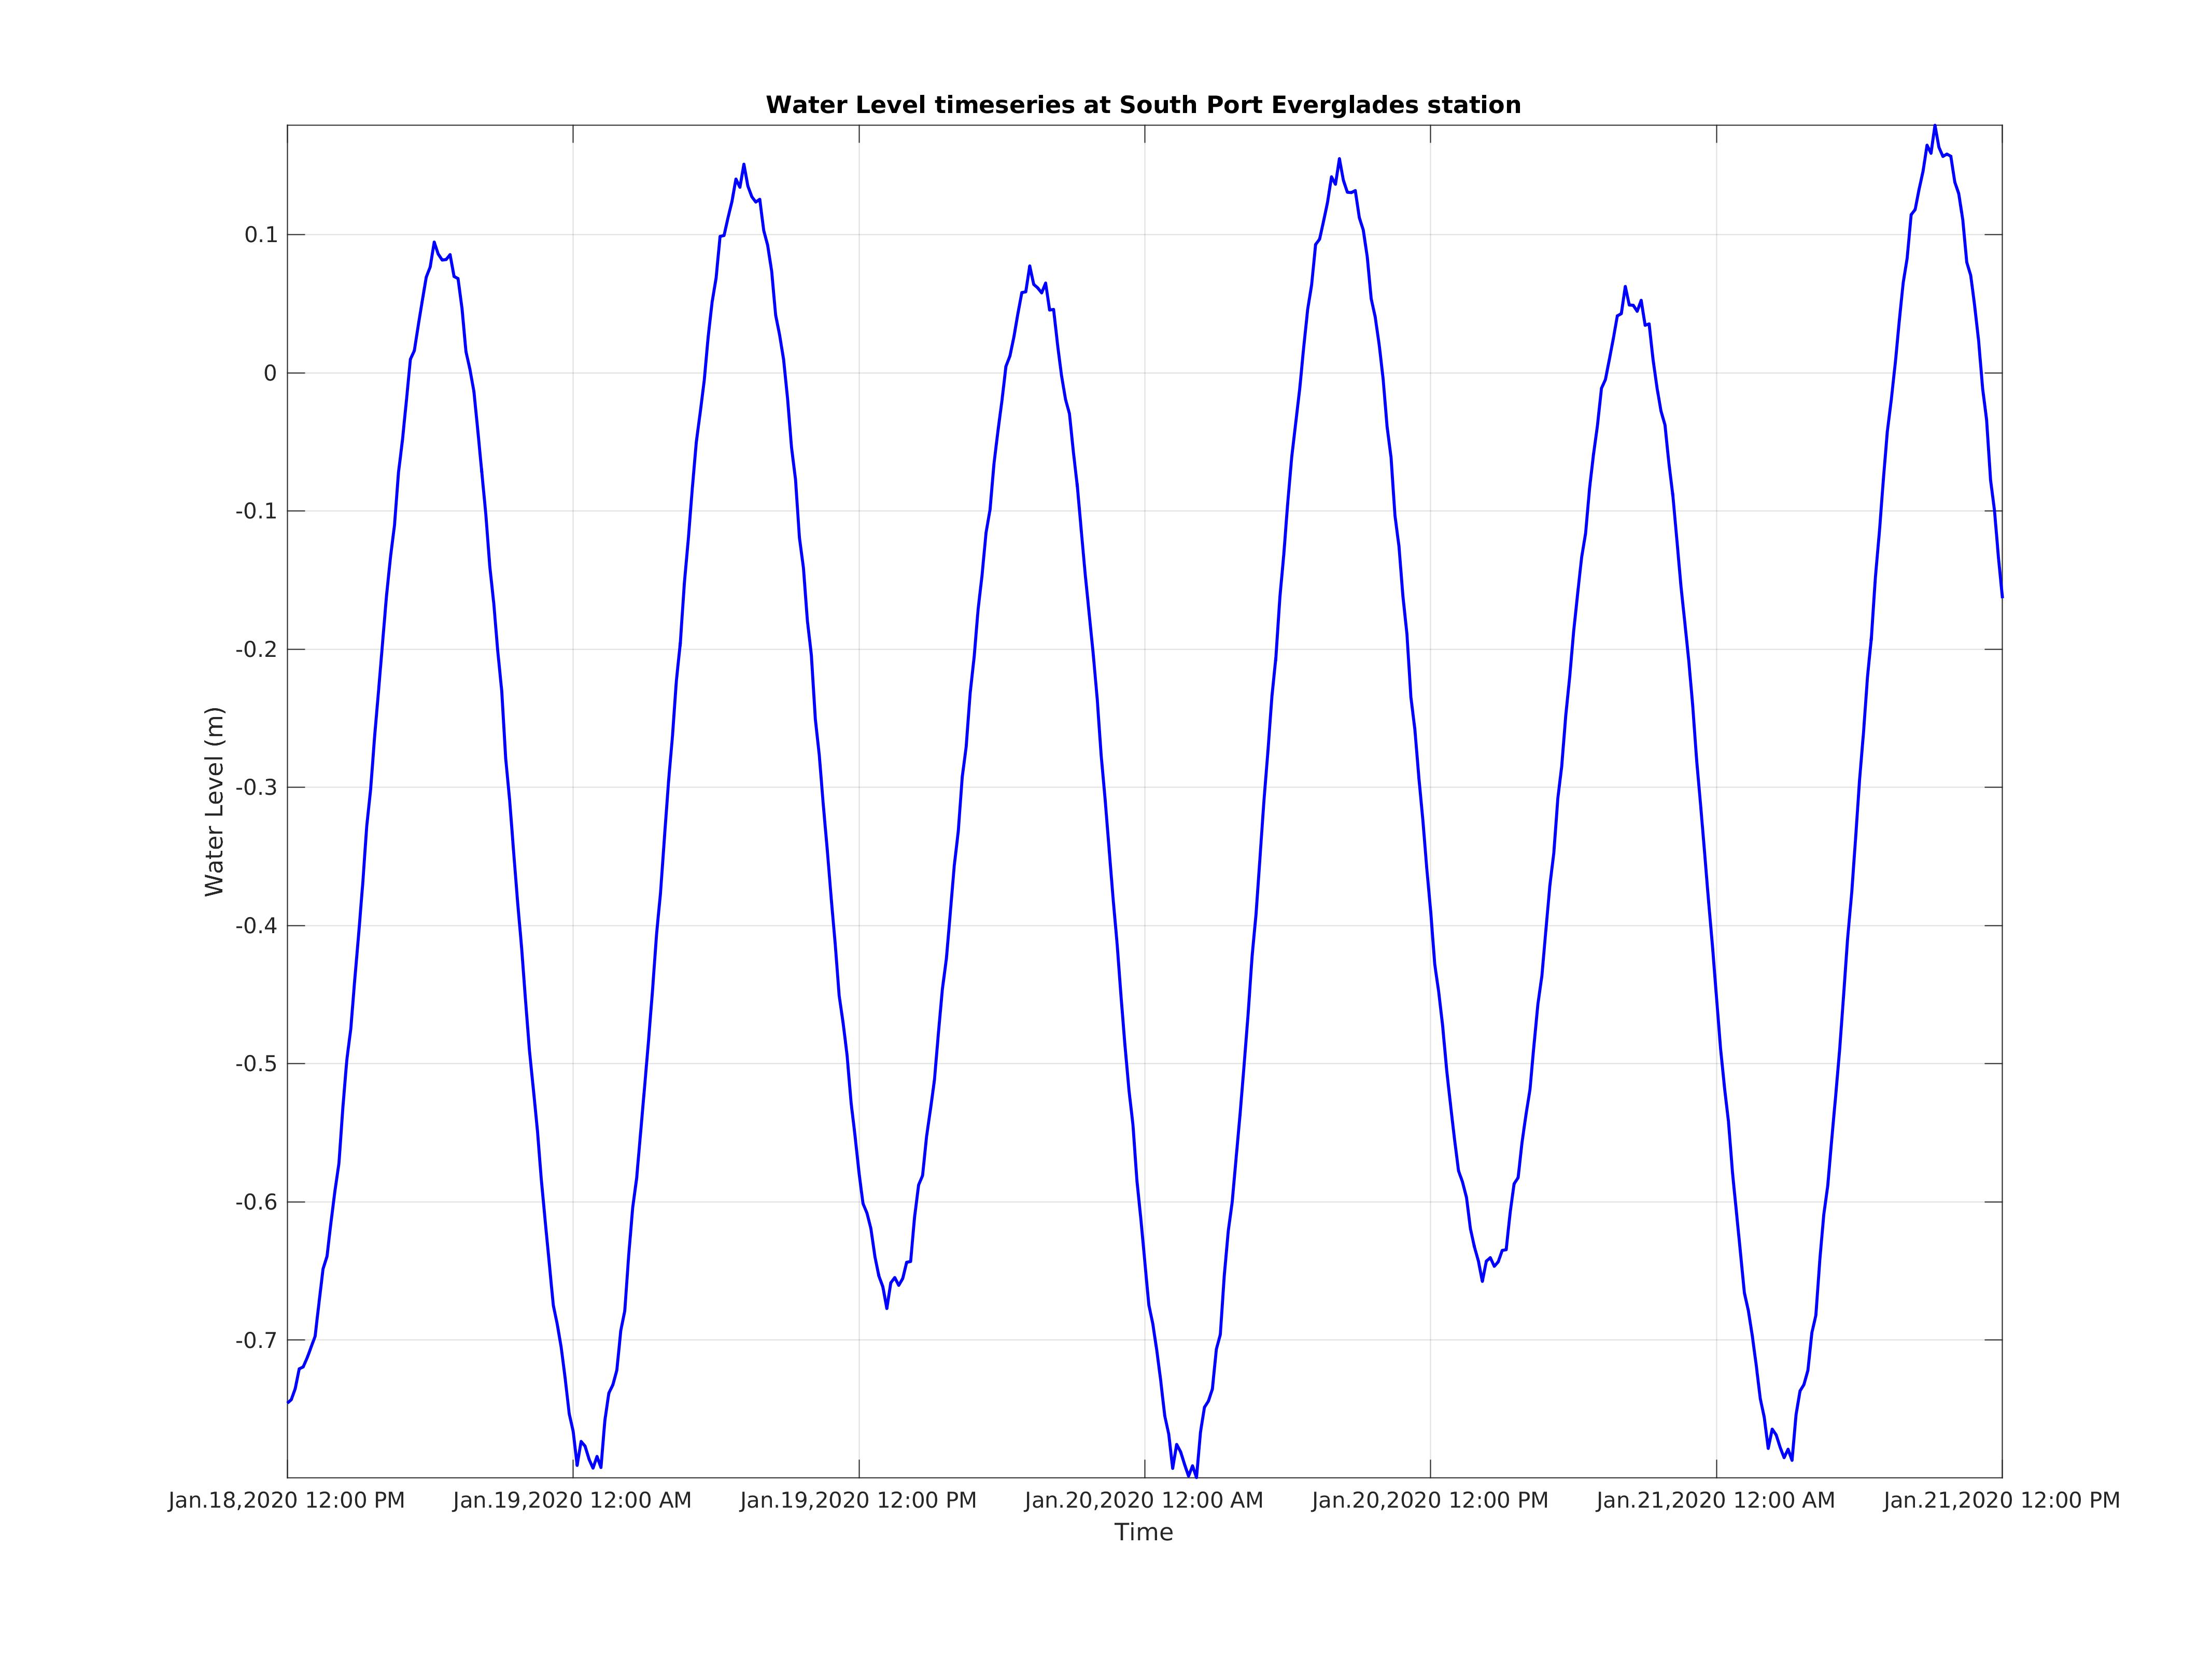 Water Level timeseries at South Port Everglades station
0.1
0
-0.1
-0.2
-0.3
-0.4
-0.5
-0.6
-0.7
Water Level (m)
Jan.18,2020 12:00 PM Jan.19,2020 12:00 AM Jan.19,2020 12:00 PM Jan.20,2020 12:00 AM Jan.20,2020 12:00 PM Jan.21,2020 12:00 AM Jan.21,2020 12:00 PM
Time